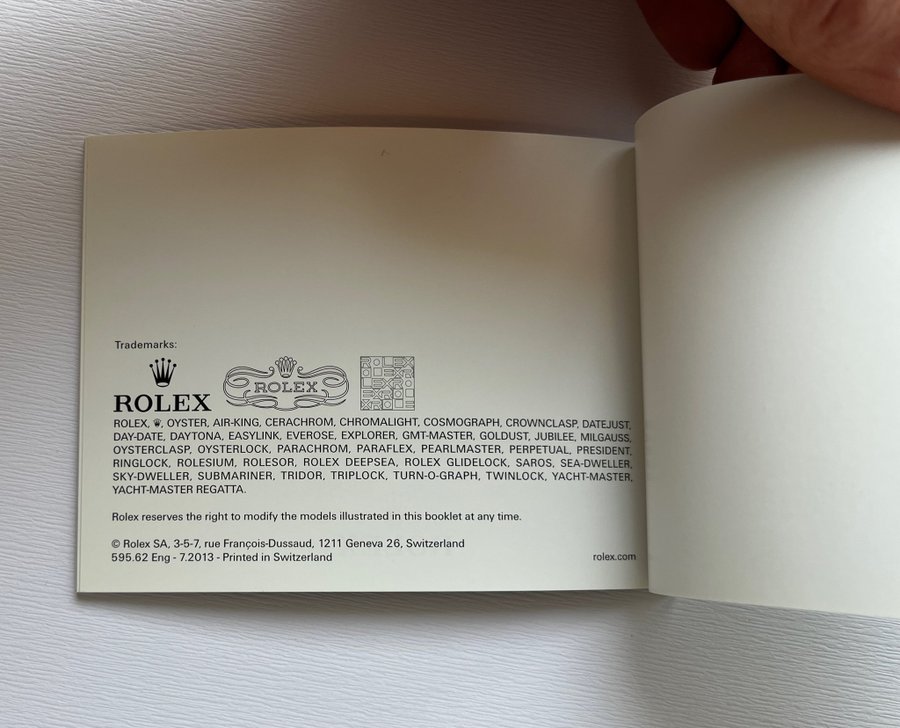 Trademarks:
ROLEX
ROLEX
ROLEX
ROLEX, OYSTER, AIR-KING, CERACHROM, CHROMALIGHT, COSMOGRAPH, CROWNCLASP, DATEJUST,
DAY-DATE, DAYTONA, EASYLINK, EVEROSE, EXPLORER, GMT-MASTER, GOLDUST, JUBILEE, MILGAUSS,
OYSTERCLASP, OYSTERLOCK, PARACHROM, PARAFLEX, PEARLMASTER, PERPETUAL, PRESIDENT,
RINGLOCK, ROLESIUM, ROLESOR, ROLEX DEEPSEA, ROLEX GLIDELOCK, SAROS, SEA-DWELLER,
SKY-DWELLER, SUBMARINER, TRIDOR, TRIPLOCK, TURN-O-GRAPH, TWINLOCK, YACHT-MASTER,
YACHT-MASTER REGATTA.
Rolex reserves the right to modify the models illustrated in this booklet at any time.
© Rolex SA, 3-5-7, rue François-Dussaud, 1211 Geneva 26, Switzerland
595.62 Eng - 7.2013 - Printed in Switzerland
rolex.com